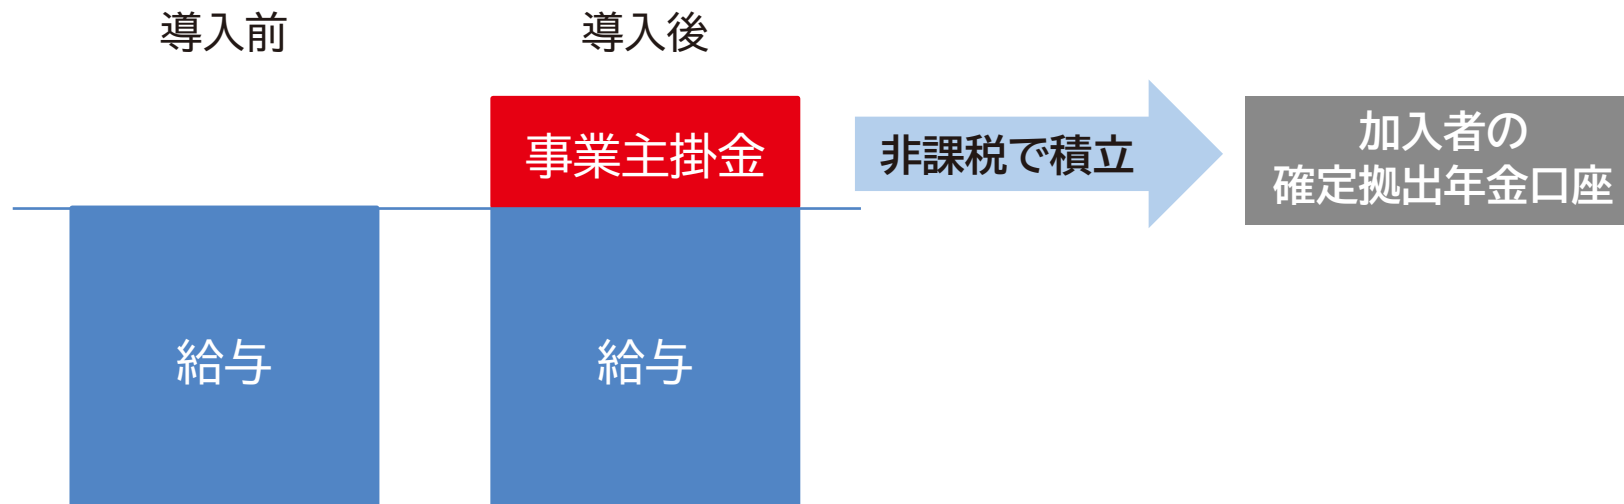 導入前
導入後
事業主掛金
非課税で積立
加入者の
確定拠出年金口座
給与
給与